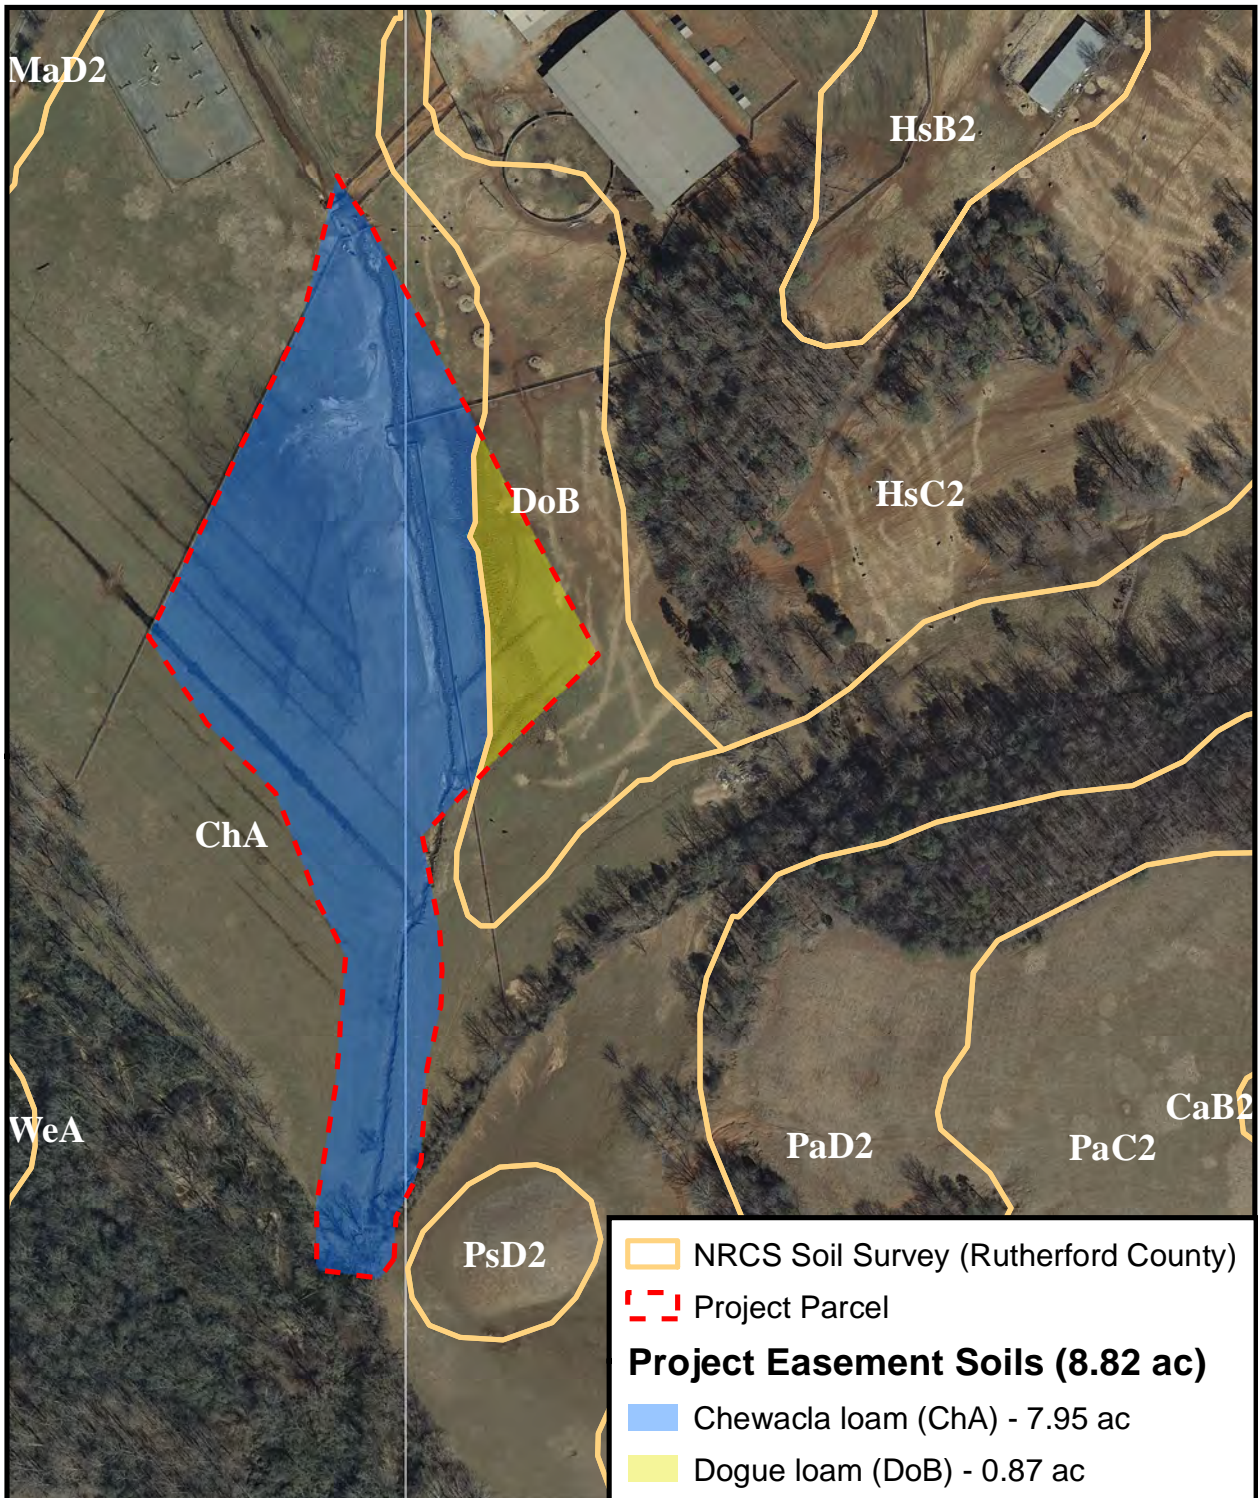 MaD2
HsB2
DoB
HsC2
ChA
WeA
CaB2
PaD2
PaC2
PsD2
NRCS Soil Survey (Rutherford County)
Project Parcel
Project Easement Soils (8.82 ac)
Chewacla loam (ChA) - 7.95 ac
Dogue loam (DoB) - 0.87 ac